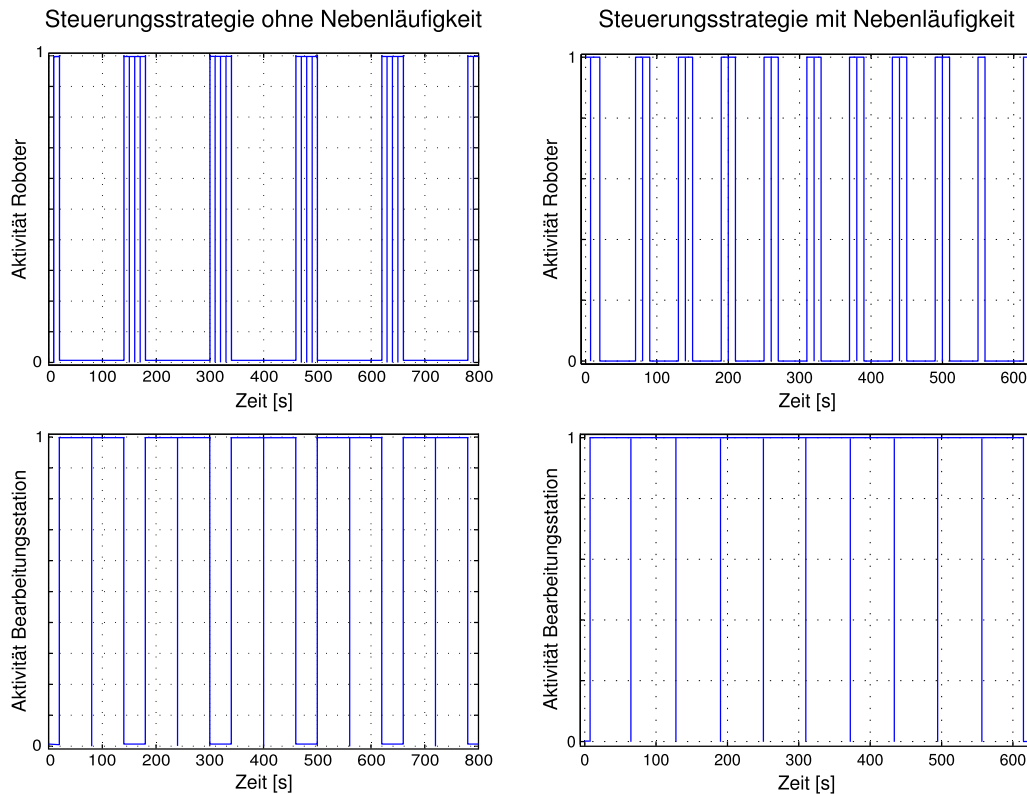 Steuerungsstrategie ohne Nebenläufigkeit
Steuerungsstrategie mit Nebenläufigkeit
1
0
Aktivität Roboter
0 100 200 300 400 500 600 700 800
Zeit [s]
1
0
Aktivität Roboter
0 100 200 300 400 500 600
Zeit [s]
1
0
Aktivität Bearbeitungsstation
0 100 200 300 400 500 600 700 800
Zeit [s]
1
0
Aktivität Bearbeitungsstation
0 100 200 300 400 500 600
Zeit [s]